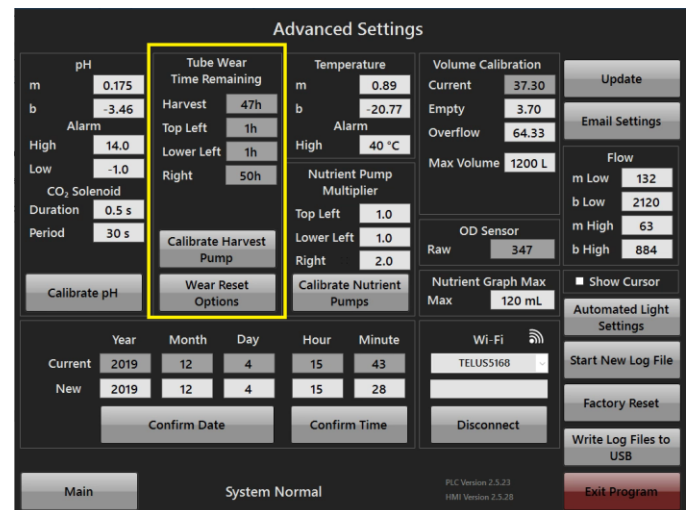 Advanced Settings
pH
m 0.175
b -3.46
Alarm
High 14.0
Low -1.0
CO₂ Solenoid
Duration 0.5 s
Period 30 s
Calibrate pH
Tube Wear
Time Remaining
Harvest 47h
Top Left 1h
Lower Left 1h
Right 50h
Calibrate Harvest
Pump
Wear Reset
Options
Temperature
m 0.89
b -20.77
Alarm
High 40 °C
Nutrient Pump
Multiplier
Top Left 1.0
Lower Left 1.0
Right 2.0
Calibrate Nutrient
Pumps
Volume Calibration
Current 37.30
Empty 3.70
Overflow 64.33
Max Volume 1200 L
OD Sensor
Raw 347
Nutrient Graph Max
Max 120 mL
Update
Email Settings
Flow
m Low 132
b Low 2120
m High 63
b High 884
Show Cursor
Automated Light
Settings
Start New Log File
Factory Reset
Write Log Files to
USB
Exit Program
Year Month Day Hour Minute
Current 2019 12 4 15 43
New 2019 12 4 15 28
Confirm Date Confirm Time
Wi-Fi
TELUS5168
Disconnect
Main
System Normal
PLC Version 2.5.23
HMI Version 2.5.28